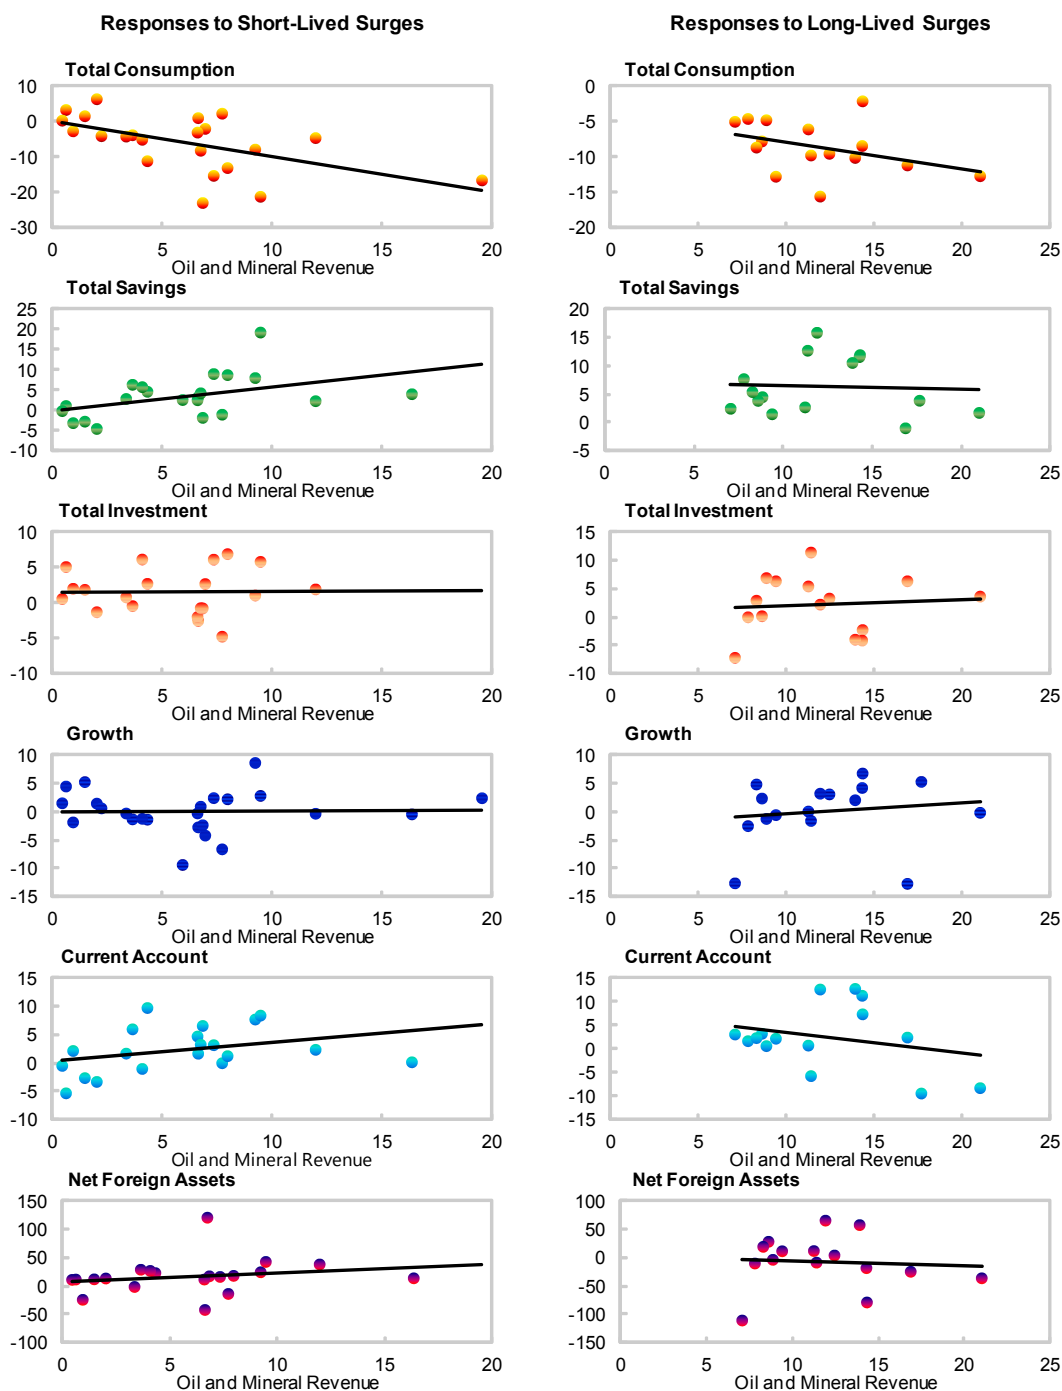 Responses to Short-Lived Surges
Total Consumption
10
0
-10
-20
-30
0 5 10 15 20
Oil and Mineral Revenue
Total Savings
25
20
15
10
5
0
-5
-10
0 5 10 15 20
Oil and Mineral Revenue
Total Investment
10
5
0
-5
-10
0 5 10 15 20
Oil and Mineral Revenue
Growth
10
5
0
-5
-10
-15
0 5 10 15 20
Oil and Mineral Revenue
Current Account
15
10
5
0
-5
-10
0 5 10 15 20
Oil and Mineral Revenue
Net Foreign Assets
150
100
50
0
-50
-100
0 5 10 15 20
Oil and Mineral Revenue
Responses to Long-Lived Surges
Total Consumption
0
-5
-10
-15
-20
0 5 10 15 20 25
Oil and Mineral Revenue
Total Savings
20
15
10
5
0
-5
0 5 10 15 20 25
Oil and Mineral Revenue
Total Investment
15
10
5
0
-5
-10
0 5 10 15 20 25
Oil and Mineral Revenue
Growth
10
5
0
-5
-10
-15
0 5 10 15 20 25
Oil and Mineral Revenue
Current Account
15
10
5
0
-5
-10
-15
0 5 10 15 20 25
Oil and Mineral Revenue
Net Foreign Assets
100
50
0
-50
-100
-150
0 5 10 15 20 25
Oil and Mineral Revenue